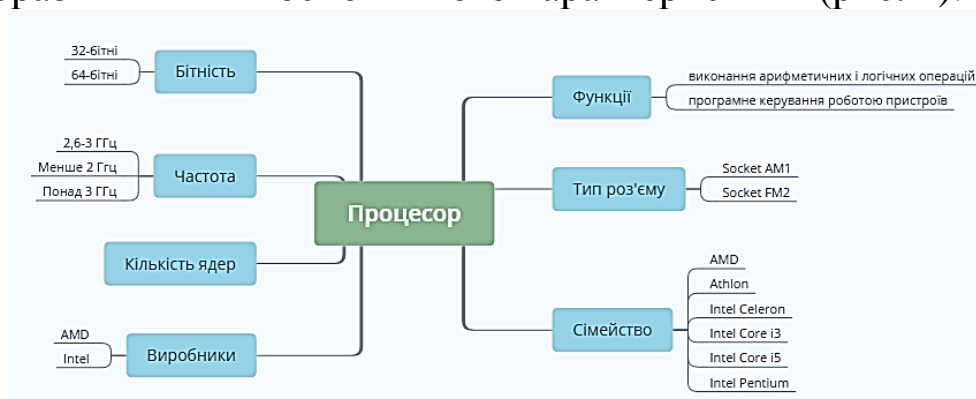 32-бітні
64-бітні
Бітність
2,6-3 ГГц
Менше 2 Ггц
Понад 3 ГГц
Частота
Кількість ядер
AMD
Intel
Виробники
Процесор
Функції
виконання арифметичних і логічних операцій
програмне керування роботою пристроїв
Тип роз'єму
Socket AM1
Socket FM2
Сімейство
AMD
Athlon
Intel Celeron
Intel Core i3
Intel Core i5
Intel Pentium